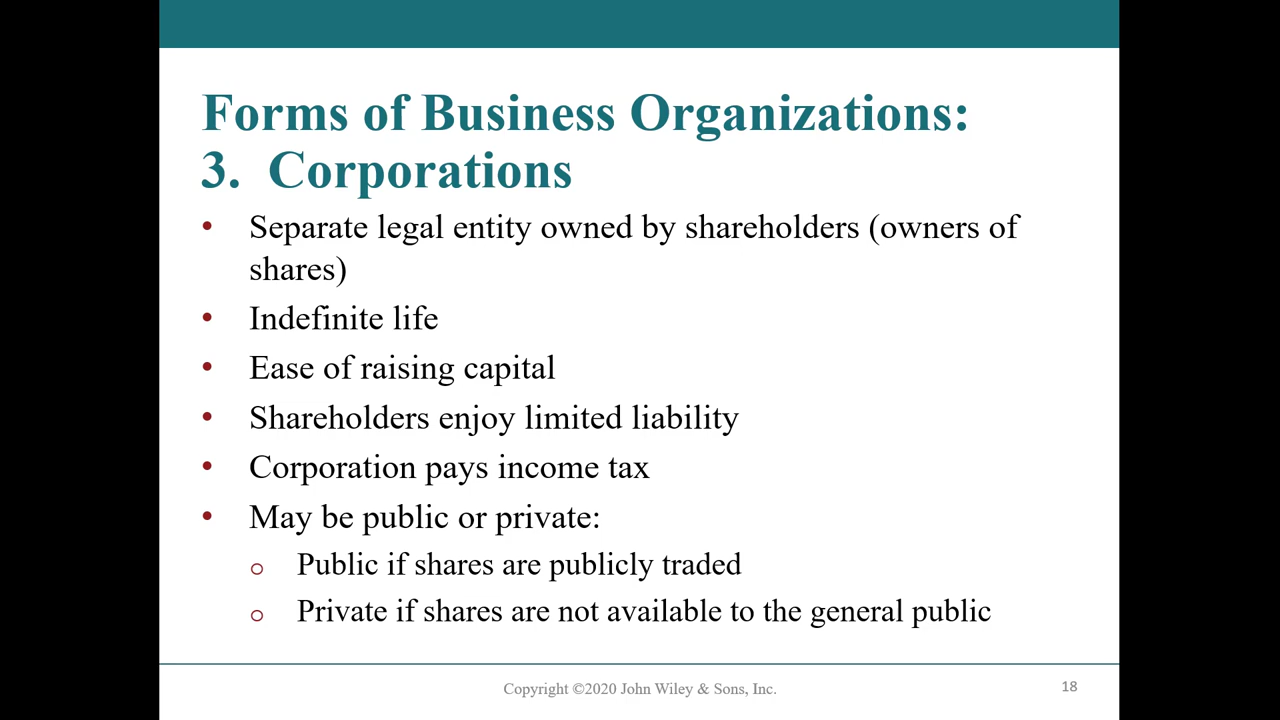 Forms of Business Organizations:
3. Corporations
• Separate legal entity owned by shareholders (owners of
shares)
• Indefinite life
• Ease of raising capital
• Shareholders enjoy limited liability
• Corporation pays income tax
• May be public or private:
o Public if shares are publicly traded
o Private if shares are not available to the general public
Copyright ©2020 John Wiley & Sons, Inc.
18